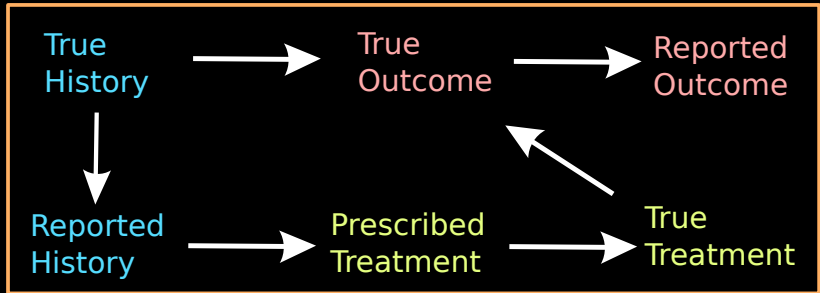 True
History
True
Outcome
Reported
Outcome
Reported
History
Prescribed
Treatment
True
Treatment